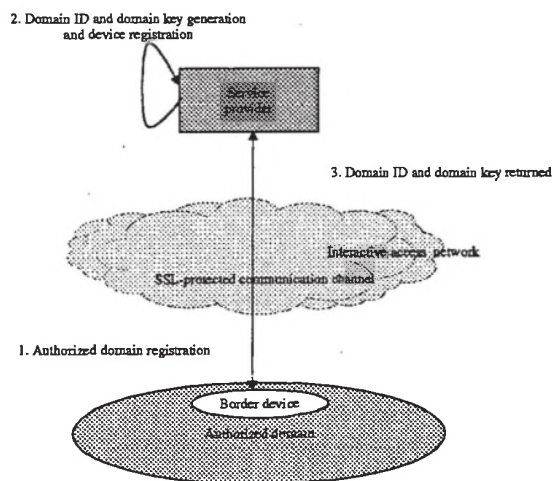 2. Domain ID and domain key generation
and device registration
Service
provider
3. Domain ID and domain key returned
Interactive access network
SSL-protected communication channel
1. Authorized domain registration
Border device
Authorized domain